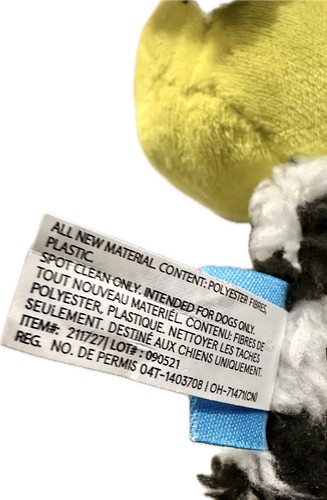 ALL NEW MATERIAL. CONTENT: POLYESTER FIBRES,
PLASTIC.
SPOT CLEAN ONLY. INTENDED FOR DOGS ONLY.
TOUT NOUVEAU MATERIÉL. CONTENU: FIBRES DE
POLYESTER, PLASTIQUE. NETTOYER LES TACHES
SEULEMENT. DESTINÉ AUX CHIENS UNIQUEMENT.
ITEM#: 211727| LOT#: 090521
REG. NO. DE PERMIS 04T-1403708 | OH-71471(CN)